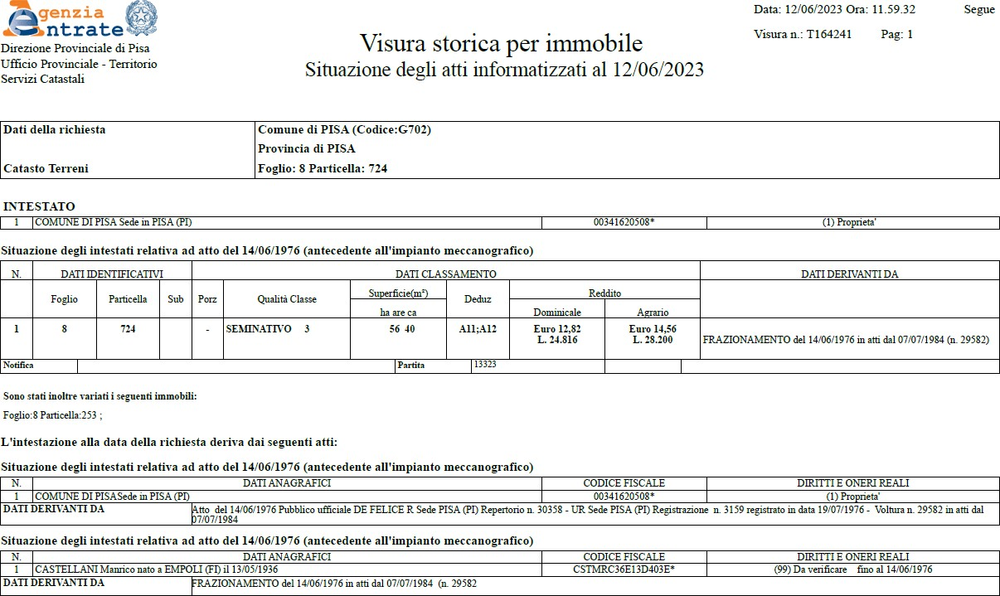 Agenzia
Entrate
Direzione Provinciale di Pisa
Ufficio Provinciale - Territorio
Servizi Catastali
Data: 12/06/2023 Ora: 11.59.32 Segue
Visura n.: T164241 Pag: 1
Visura storica per immobile
Situazione degli atti informatizzati al 12/06/2023
Dati della richiesta Comune di PISA (Codice:G702)
Provincia di PISA
Catasto Terreni Foglio: 8 Particella: 724
INTESTATO
1 COMUNE DI PISA Sede in PISA (PI) 00341620508* (1) Proprieta'
Situazione degli intestati relativa ad atto del 14/06/1976 (antecedente all'impianto meccanografico)
N. DATI IDENTIFICATIVI DATI CLASSAMENTO DATI DERIVANTI DA
Foglio Particella Sub Porz Qualità Classe Superficie(m²) Deduz Reddito
ha are ca Dominicale Agrario
1 8 724 - SEMINATIVO 3 56 40 A11;A12 Euro 12,82 Euro 14,56
L. 24.816 L. 28.200 FRAZIONAMENTO del 14/06/1976 in atti dal 07/07/1984 (n. 29582)
Notifica Partita 13323
Sono stati inoltre variati i seguenti immobili:
Foglio:8 Particella:253 ;
L'intestazione alla data della richiesta deriva dai seguenti atti:
Situazione degli intestati relativa ad atto del 14/06/1976 (antecedente all'impianto meccanografico)
N. DATI ANAGRAFICI CODICE FISCALE DIRITTI E ONERI REALI
1 COMUNE DI PISASede in PISA (PI) 00341620508* (1) Proprieta'
DATI DERIVANTI DA Atto del 14/06/1976 Pubblico ufficiale DE FELICE R Sede PISA (PI) Repertorio n. 30358 - UR Sede PISA (PI) Registrazione n. 3159 registrato in data 19/07/1976 - Voltura n. 29582 in atti dal
07/07/1984
Situazione degli intestati relativa ad atto del 14/06/1976 (antecedente all'impianto meccanografico)
N. DATI ANAGRAFICI CODICE FISCALE DIRITTI E ONERI REALI
1 CASTELLANI Manrico nato a EMPOLI (FI) il 13/05/1936 CSTMRC36E13D403E* (99) Da verificare fino al 14/06/1976
DATI DERIVANTI DA FRAZIONAMENTO del 14/06/1976 in atti dal 07/07/1984 (n. 29582